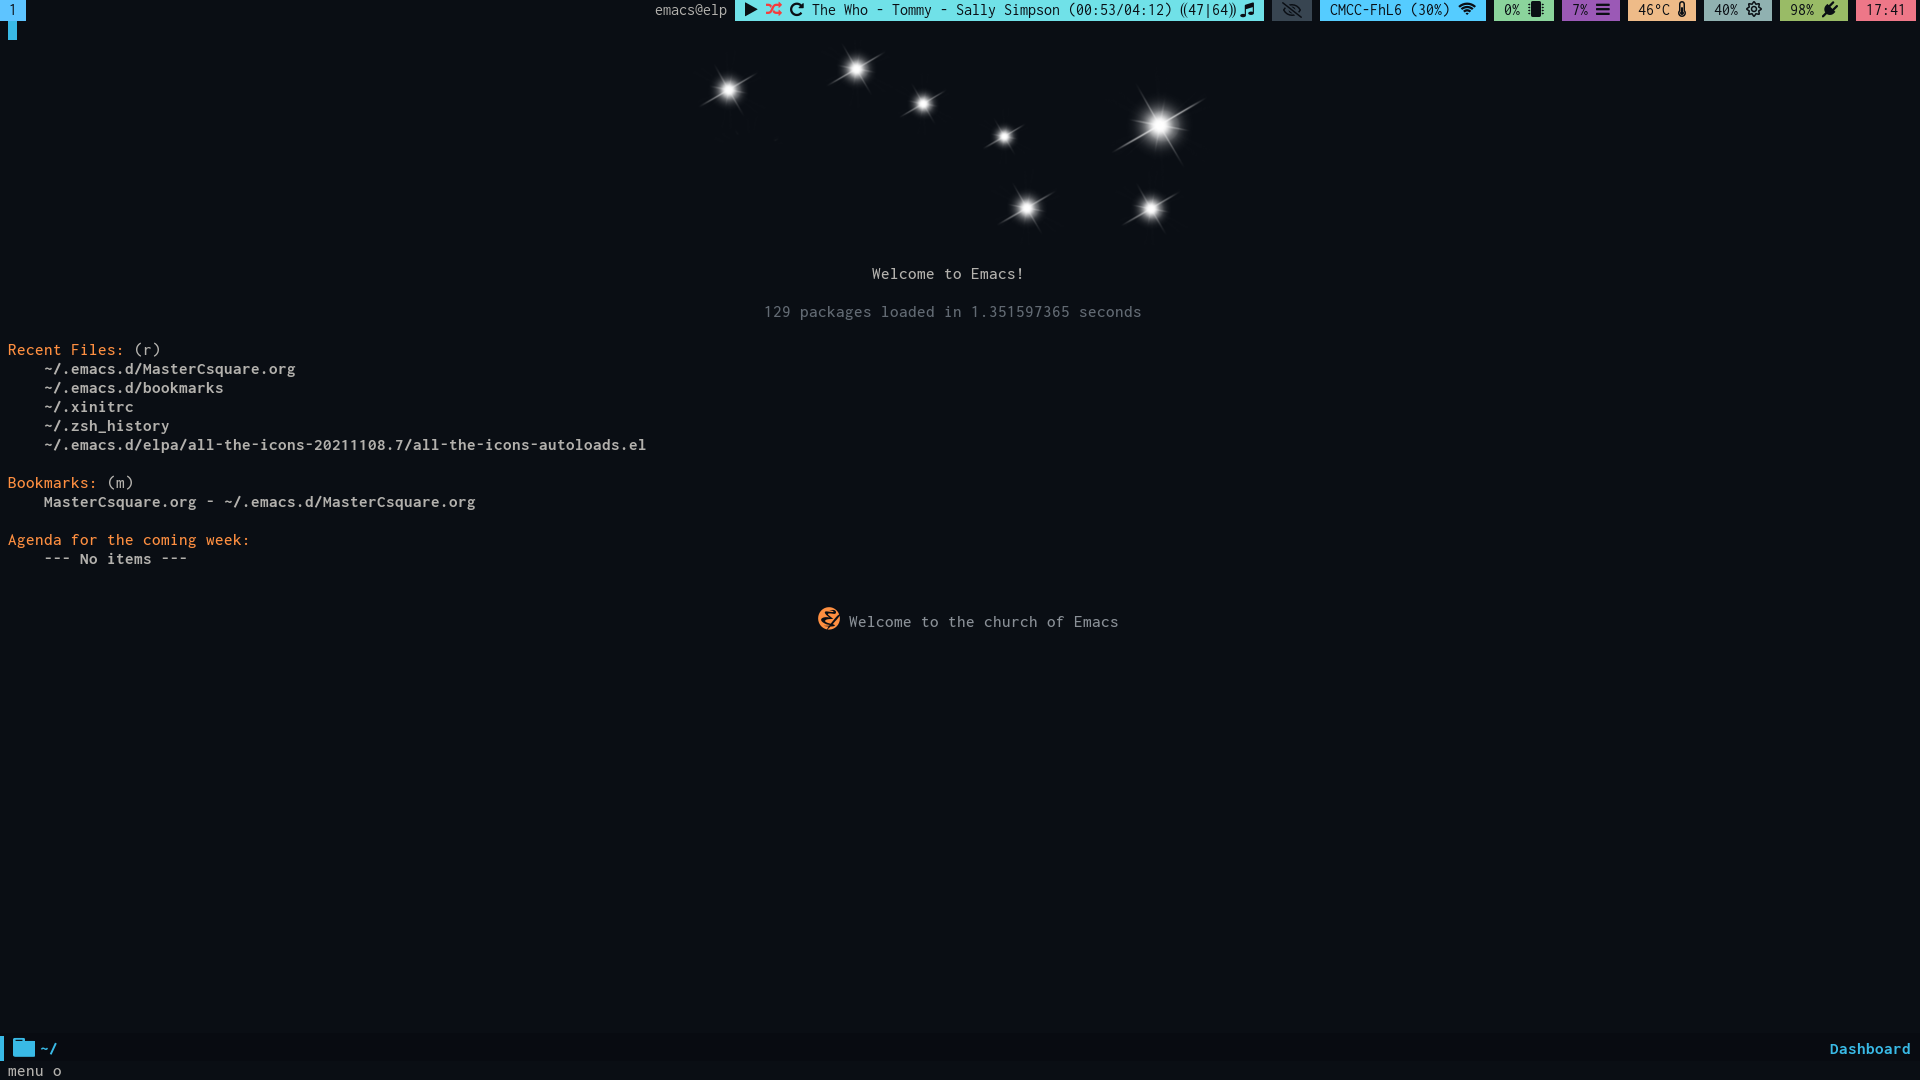 1
emacs@elp The Who - Tommy - Sally Simpson (00:53/04:12) ((47|64)) CMCC-FhL6 (30%) 0% 7% 46°C 40% 98% 17:41
Welcome to Emacs!
129 packages loaded in 1.351597365 seconds
Recent Files: (r)
~/.emacs.d/MasterCsquare.org
~/.emacs.d/bookmarks
~/.xinitrc
~/.zsh_history
~/.emacs.d/elpa/all-the-icons-20211108.7/all-the-icons-autoloads.el
Bookmarks: (m)
MasterCsquare.org - ~/.emacs.d/MasterCsquare.org
Agenda for the coming week:
--- No items ---
Welcome to the church of Emacs
~/ Dashboard
menu o